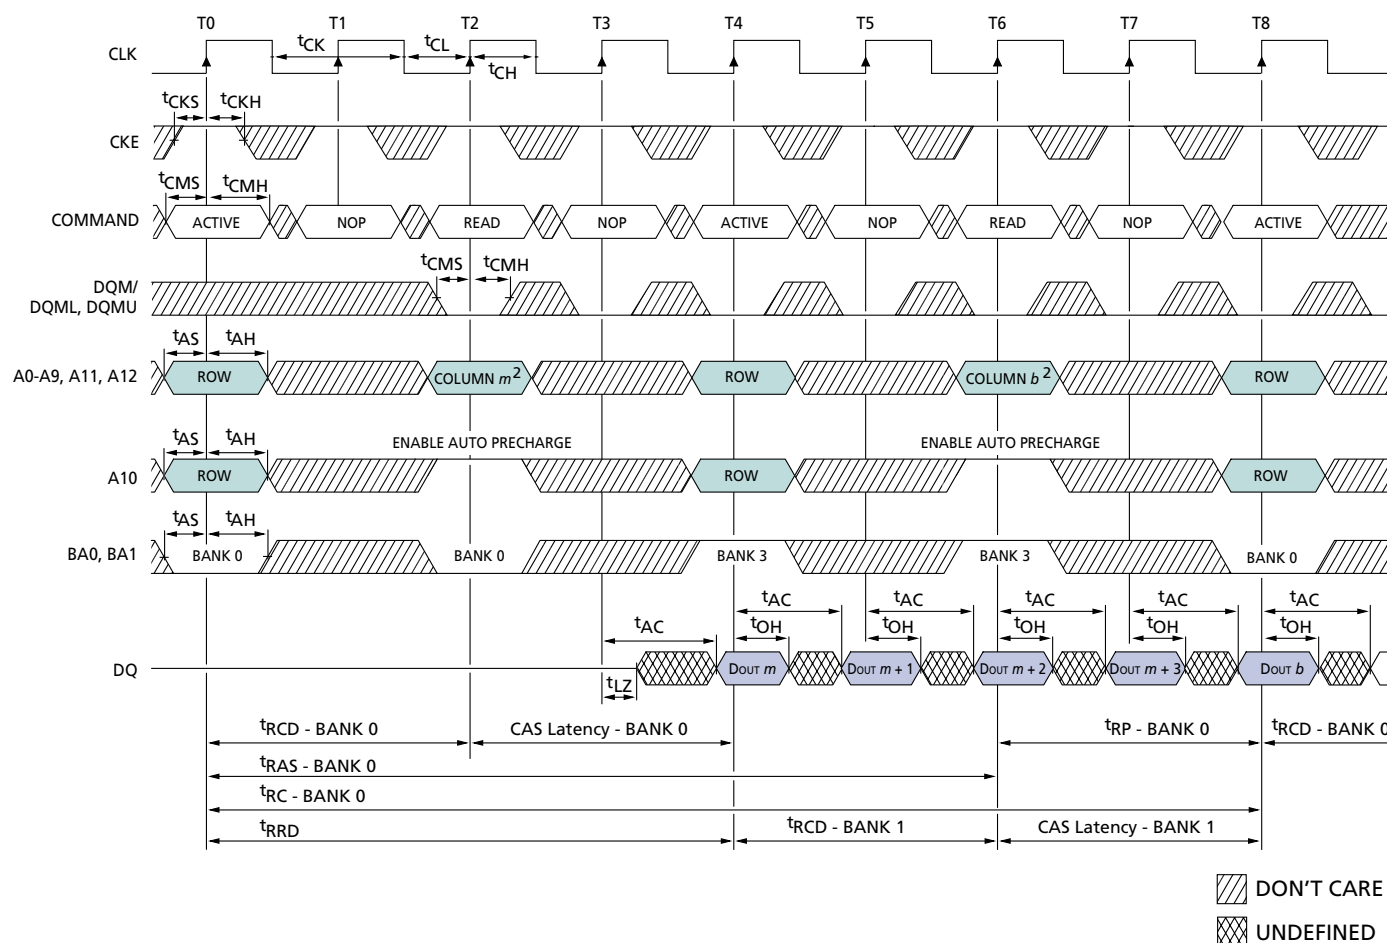 T0 T1 T2 T3 T4 T5 T6 T7 T8
CLK
tCK tCL
tCH
tCKS tCKH
CKE
tCMS tCMH
COMMAND ACTIVE NOP READ NOP ACTIVE NOP READ NOP ACTIVE
tCMS tCMH
DQM/
DQML, DQMU
tAS tAH
A0-A9, A11, A12 ROW COLUMN m2 ROW COLUMN b 2 ROW
tAS tAH
ENABLE AUTO PRECHARGE ENABLE AUTO PRECHARGE
A10 ROW ROW ROW
tAS tAH
BA0, BA1 BANK 0 BANK 0 BANK 3 BANK 3 BANK 0
tAC tAC tAC tAC tAC
tAC tOH tOH tOH tOH tOH
DQ DOUT m DOUT m + 1 DOUT m + 2 DOUT m + 3 DOUT b
tLZ
tRCD - BANK 0 CAS Latency - BANK 0 tRP - BANK 0 tRCD - BANK 0
tRAS - BANK 0
tRC - BANK 0
tRRD tRCD - BANK 1 CAS Latency - BANK 1
DON'T CARE
UNDEFINED